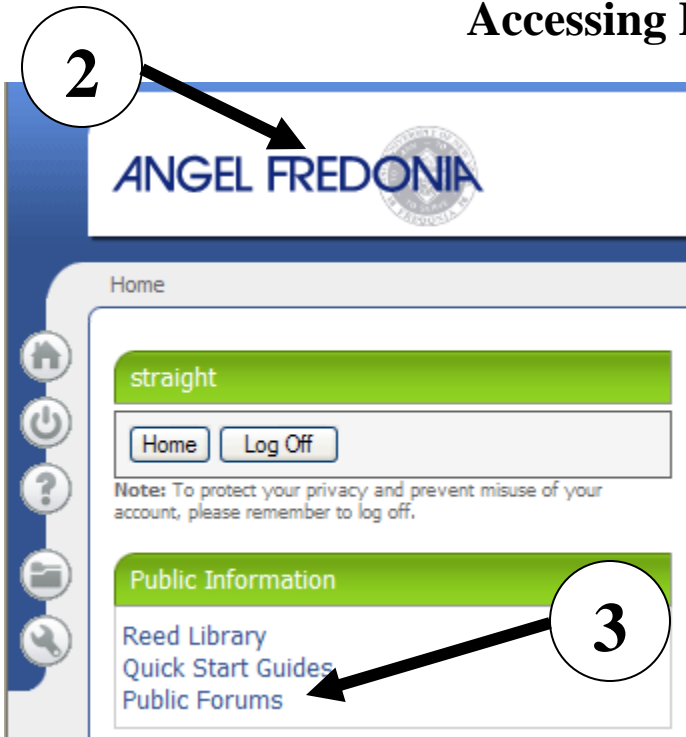 Accessing
2
ANGEL FREDONIA
Home
straight
Home Log Off
Note: To protect your privacy and prevent misuse of your
account, please remember to log off.
Public Information
3
Reed Library
Quick Start Guides
Public Forums